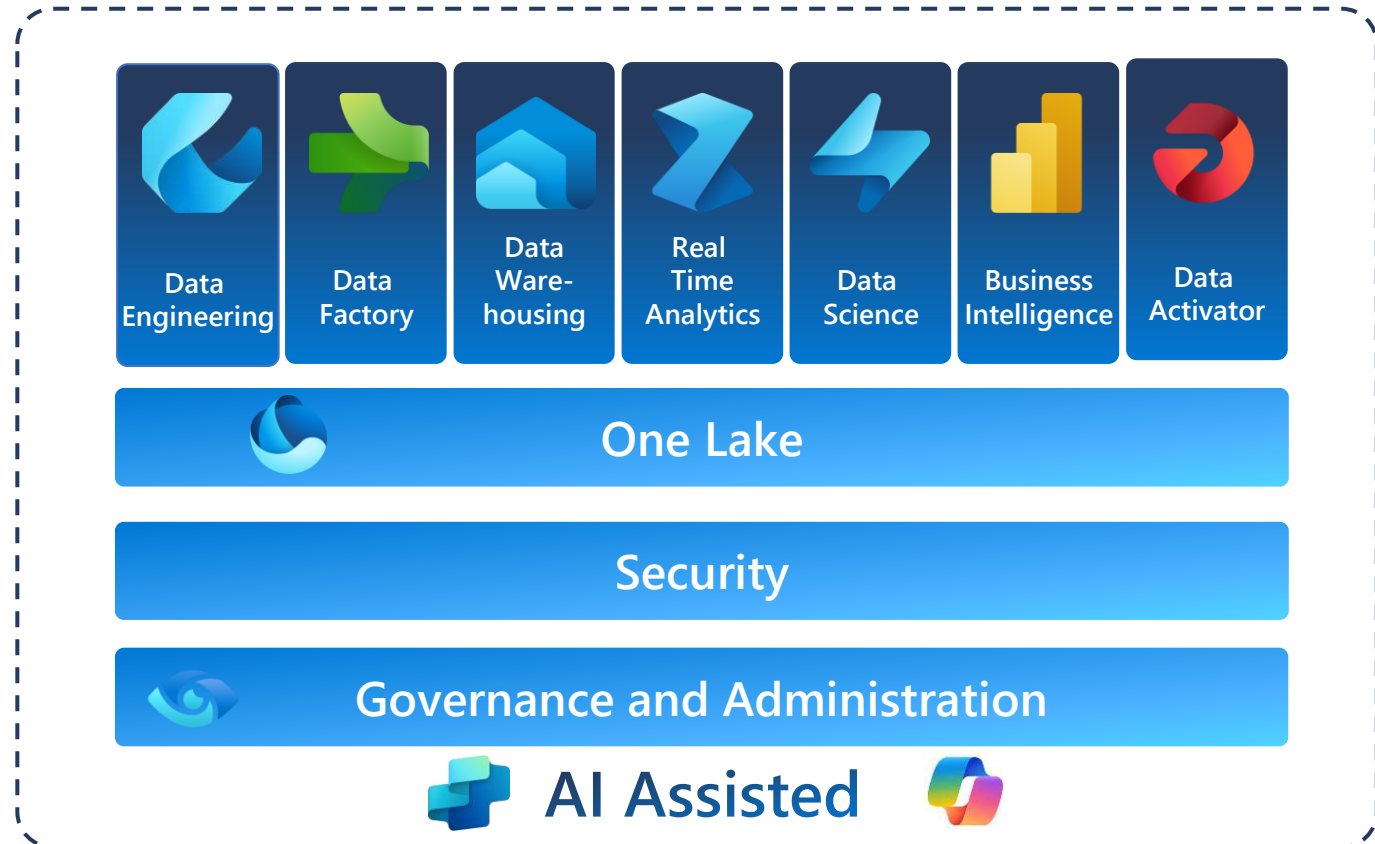 Data
Engineering
Data
Factory
Data
Ware-
housing
Real
Time
Analytics
Data
Science
Business
Intelligence
Data
Activator
One Lake
Security
Governance and Administration
AI Assisted